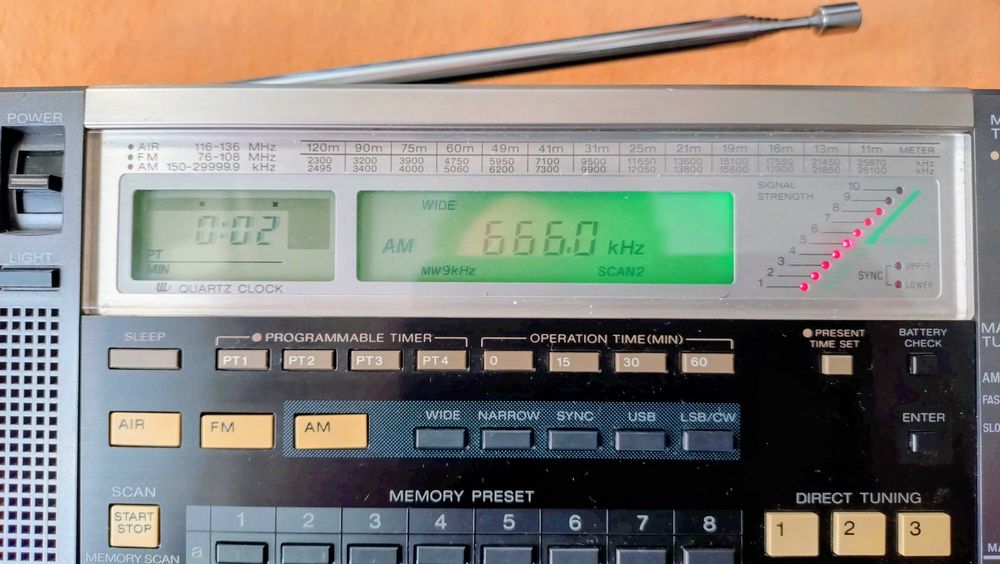 POWER
AIR 116-136 MHz
FM 76-108 MHz
AM 150-29999.9 kHz
120m 90m 75m 60m 49m 41m 31m 25m 21m 19m 16m 13m 11m METER
2300 3200 3900 4750 5950 7100 9500 11650 13600 15100 17550 21450 25670 kHz
2495 3400 4000 5060 6200 7300 9900 12050 13800 15600 17900 21850 26100 kHz
0:02
PT
MIN
QUARTZ CLOCK
WIDE
AM 666.0 kHz
MW9kHz SCAN2
SIGNAL
STRENGTH
10
9
8
7
6
5
4
3
2
1
SYNC
UPPER
LOWER
LIGHT
SLEEP
PROGRAMMABLE TIMER
PT1 PT2 PT3 PT4
OPERATION TIME(MIN)
0 15 30 60
PRESENT
TIME SET
BATTERY
CHECK
AIR FM AM
WIDE NARROW SYNC USB LSB/CW
ENTER
SCAN
START
STOP
MEMORY SCAN
MEMORY PRESET
1 2 3 4 5 6 7 8
a
DIRECT TUNING
1 2 3
AM